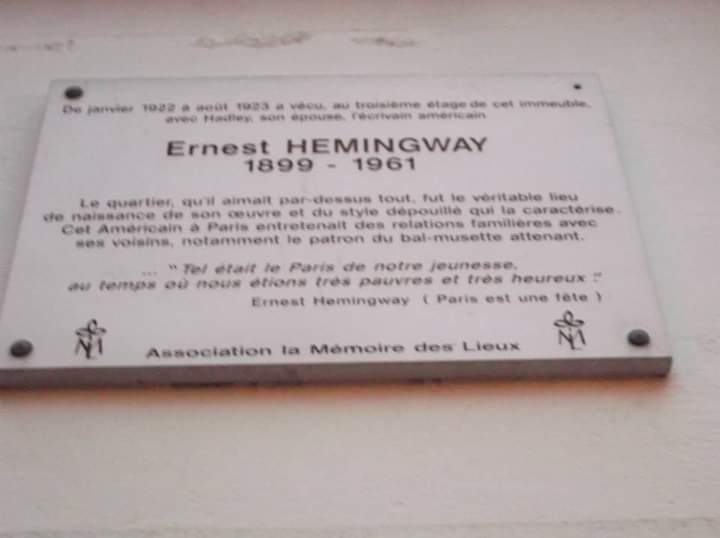 De janvier 1922 à août 1923 a vécu, au troisième étage de cet immeuble,
avec Hadley, son épouse, l'écrivain américain
Ernest HEMINGWAY
1899 - 1961
Le quartier, qu'il aimait par-dessus tout, fut le véritable lieu
de naissance de son œuvre et du style dépouillé qui la caractérise.
Cet Américain à Paris entretenait des relations familières avec
ses voisins, notamment le patron du bal-musette attenant.
... " Tel était le Paris de notre jeunesse,
au temps où nous étions très pauvres et très heureux ."
Ernest Hemingway ( Paris est une fête )
Association la Mémoire des Lieux